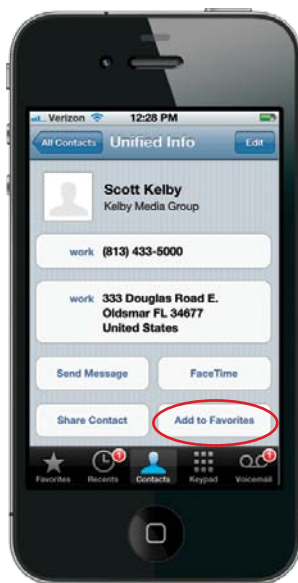 Verizon 12:28 PM
All Contacts Unified Info Edit
Scott Kelby
Kelby Media Group
work (813) 433-5000
work 333 Douglas Road E.
Oldsmar FL 34677
United States
Send Message FaceTime
Share Contact Add to Favorites
1 1
Favorites Recents Contacts Keypad Voicemail